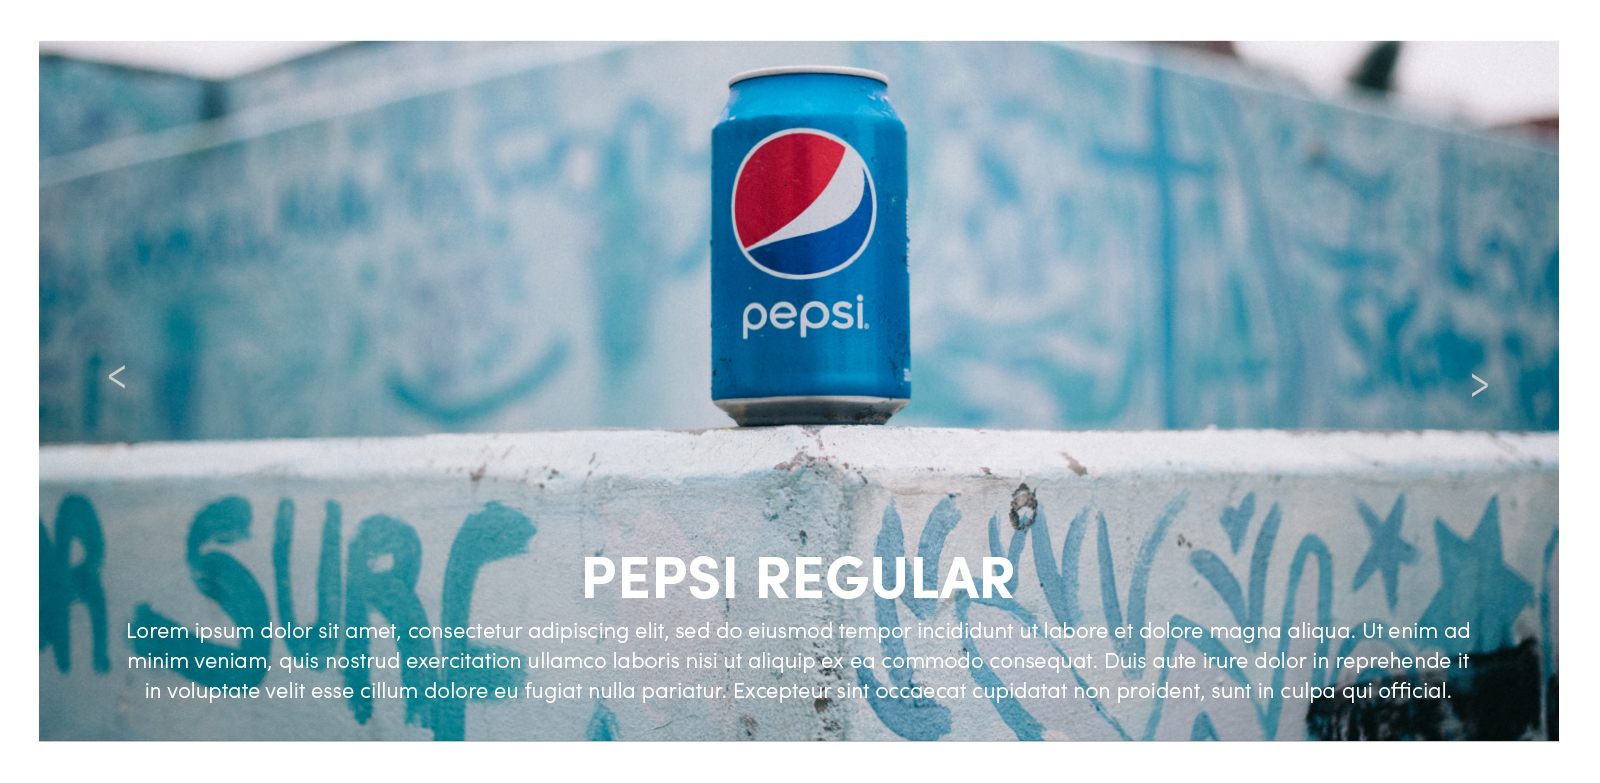 pepsi
<
>
SURF
PEPSI REGULAR
Lorem ipsum dolor sit amet, consectetur adipiscing elit, sed do eiusmod tempor incididunt ut labore et dolore magna aliqua. Ut enim ad
minim veniam, quis nostrud exercitation ullamco laboris nisi ut aliquip ex ea commodo consequat. Duis aute irure dolor in reprehende it
in voluptate velit esse cillum dolore eu fugiat nulla pariatur. Excepteur sint occaecat cupidatat non proident, sunt in culpa qui official.